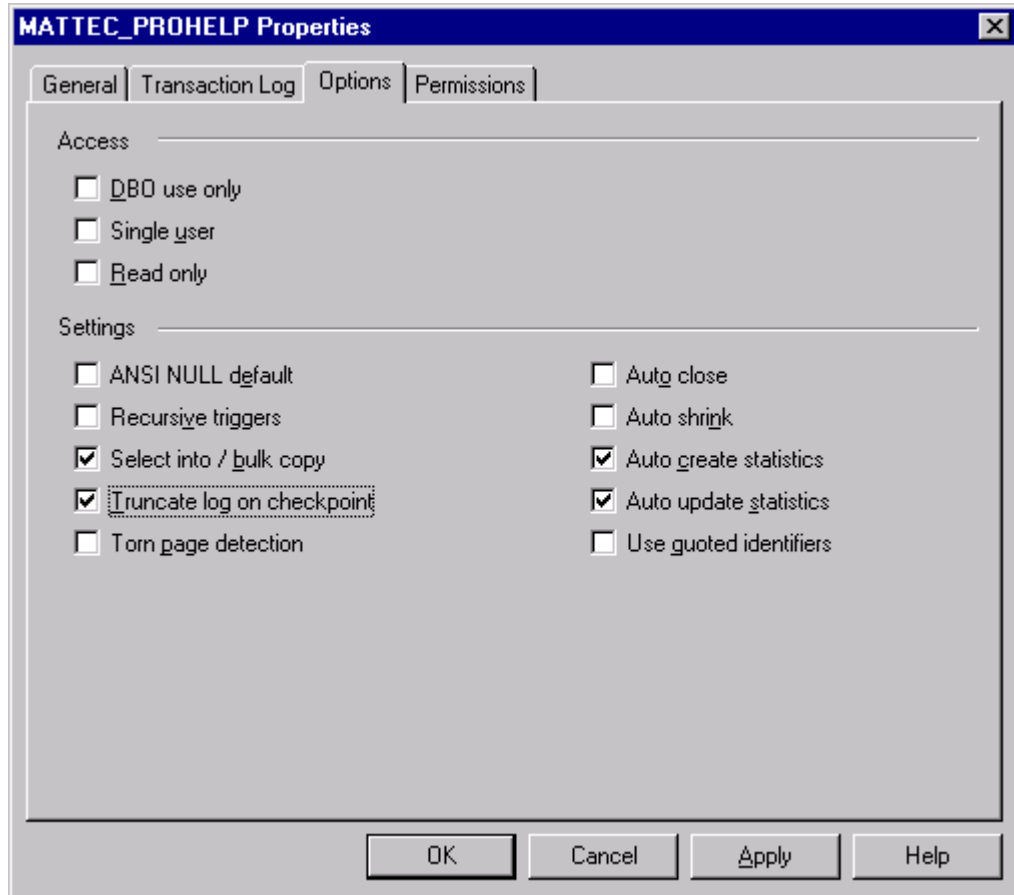 MATTEC_PROHELP Properties
General Transaction Log Options Permissions
Access
DBO use only
Single user
Read only
Settings
ANSI NULL default Auto close
Recursive triggers Auto shrink
Select into / bulk copy Auto create statistics
Truncate log on checkpoint Auto update statistics
Torn page detection Use quoted identifiers
OK Cancel Apply Help